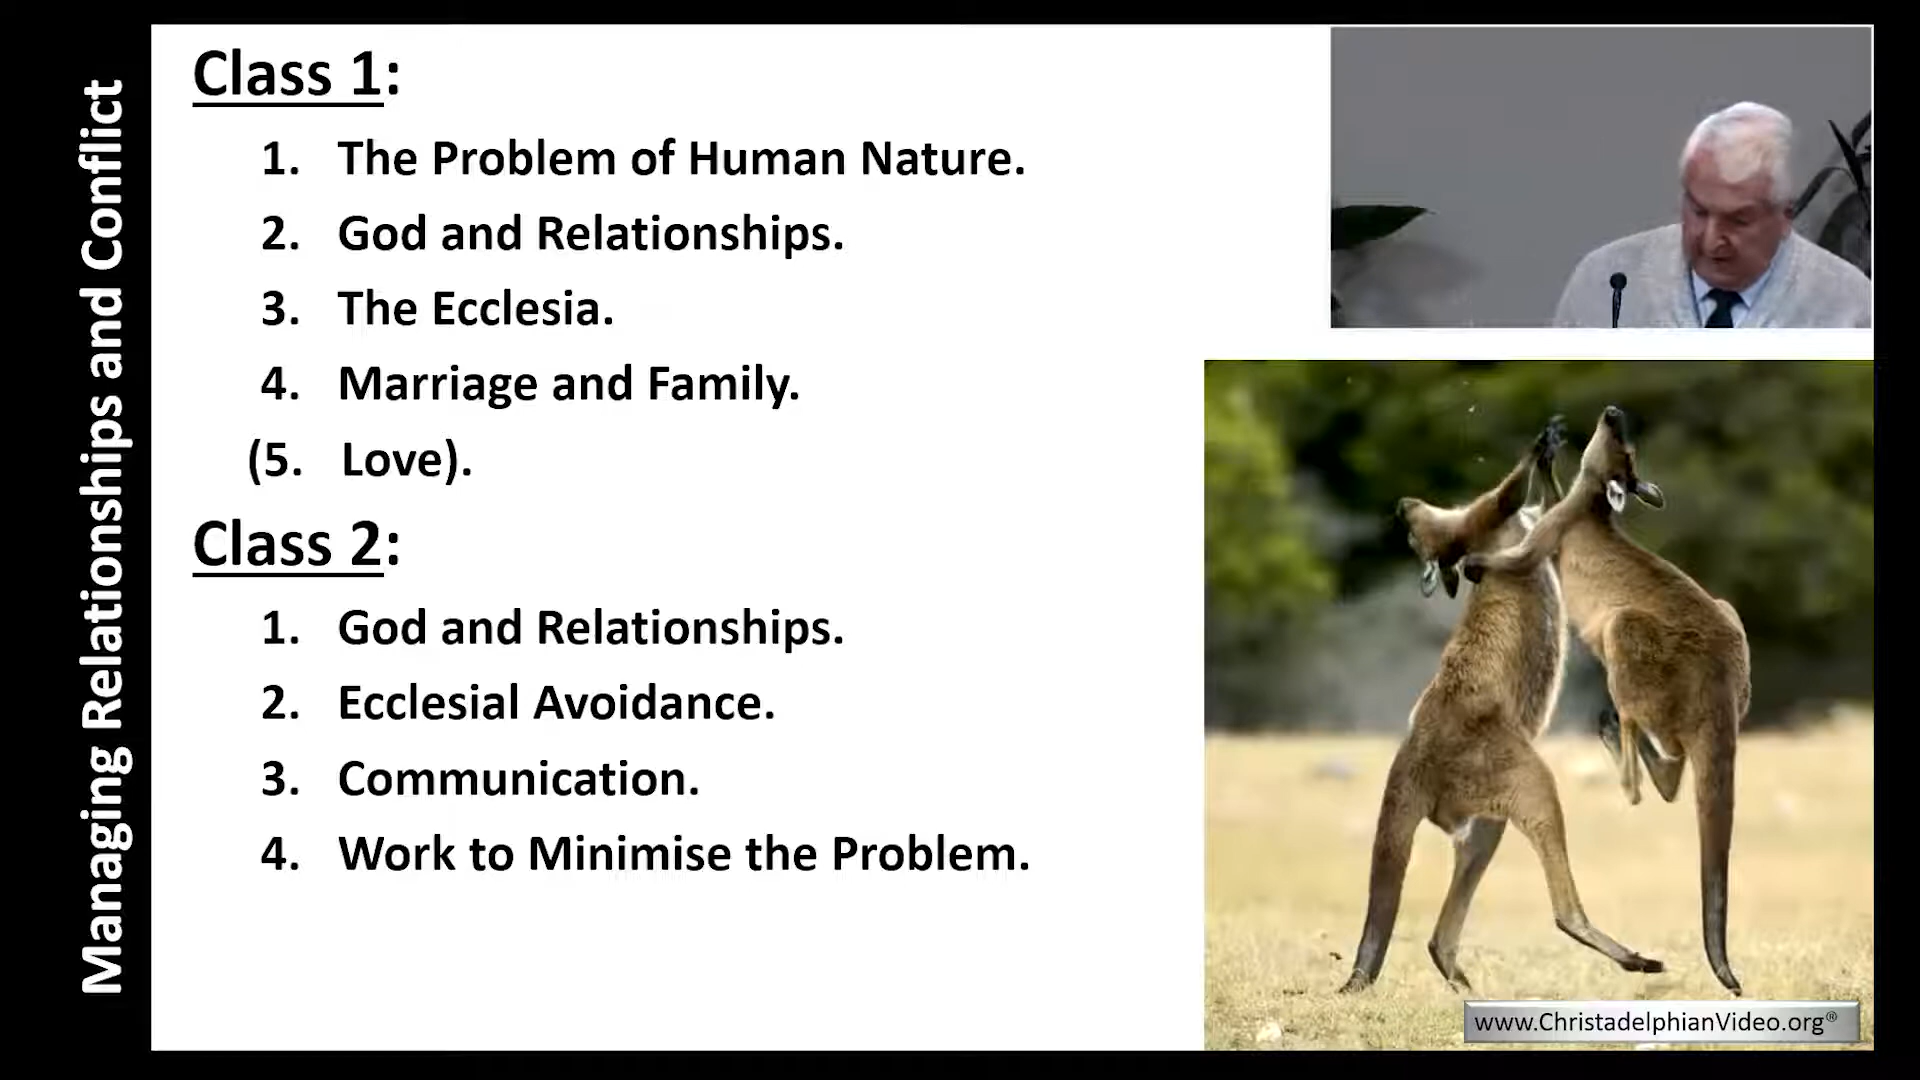 Managing Relationships and Conflict
Class 1:
1. The Problem of Human Nature.
2. God and Relationships.
3. The Ecclesia.
4. Marriage and Family.
(5. Love).
Class 2:
1. God and Relationships.
2. Ecclesial Avoidance.
3. Communication.
4. Work to Minimise the Problem.
www.ChristadelphianVideo.org®